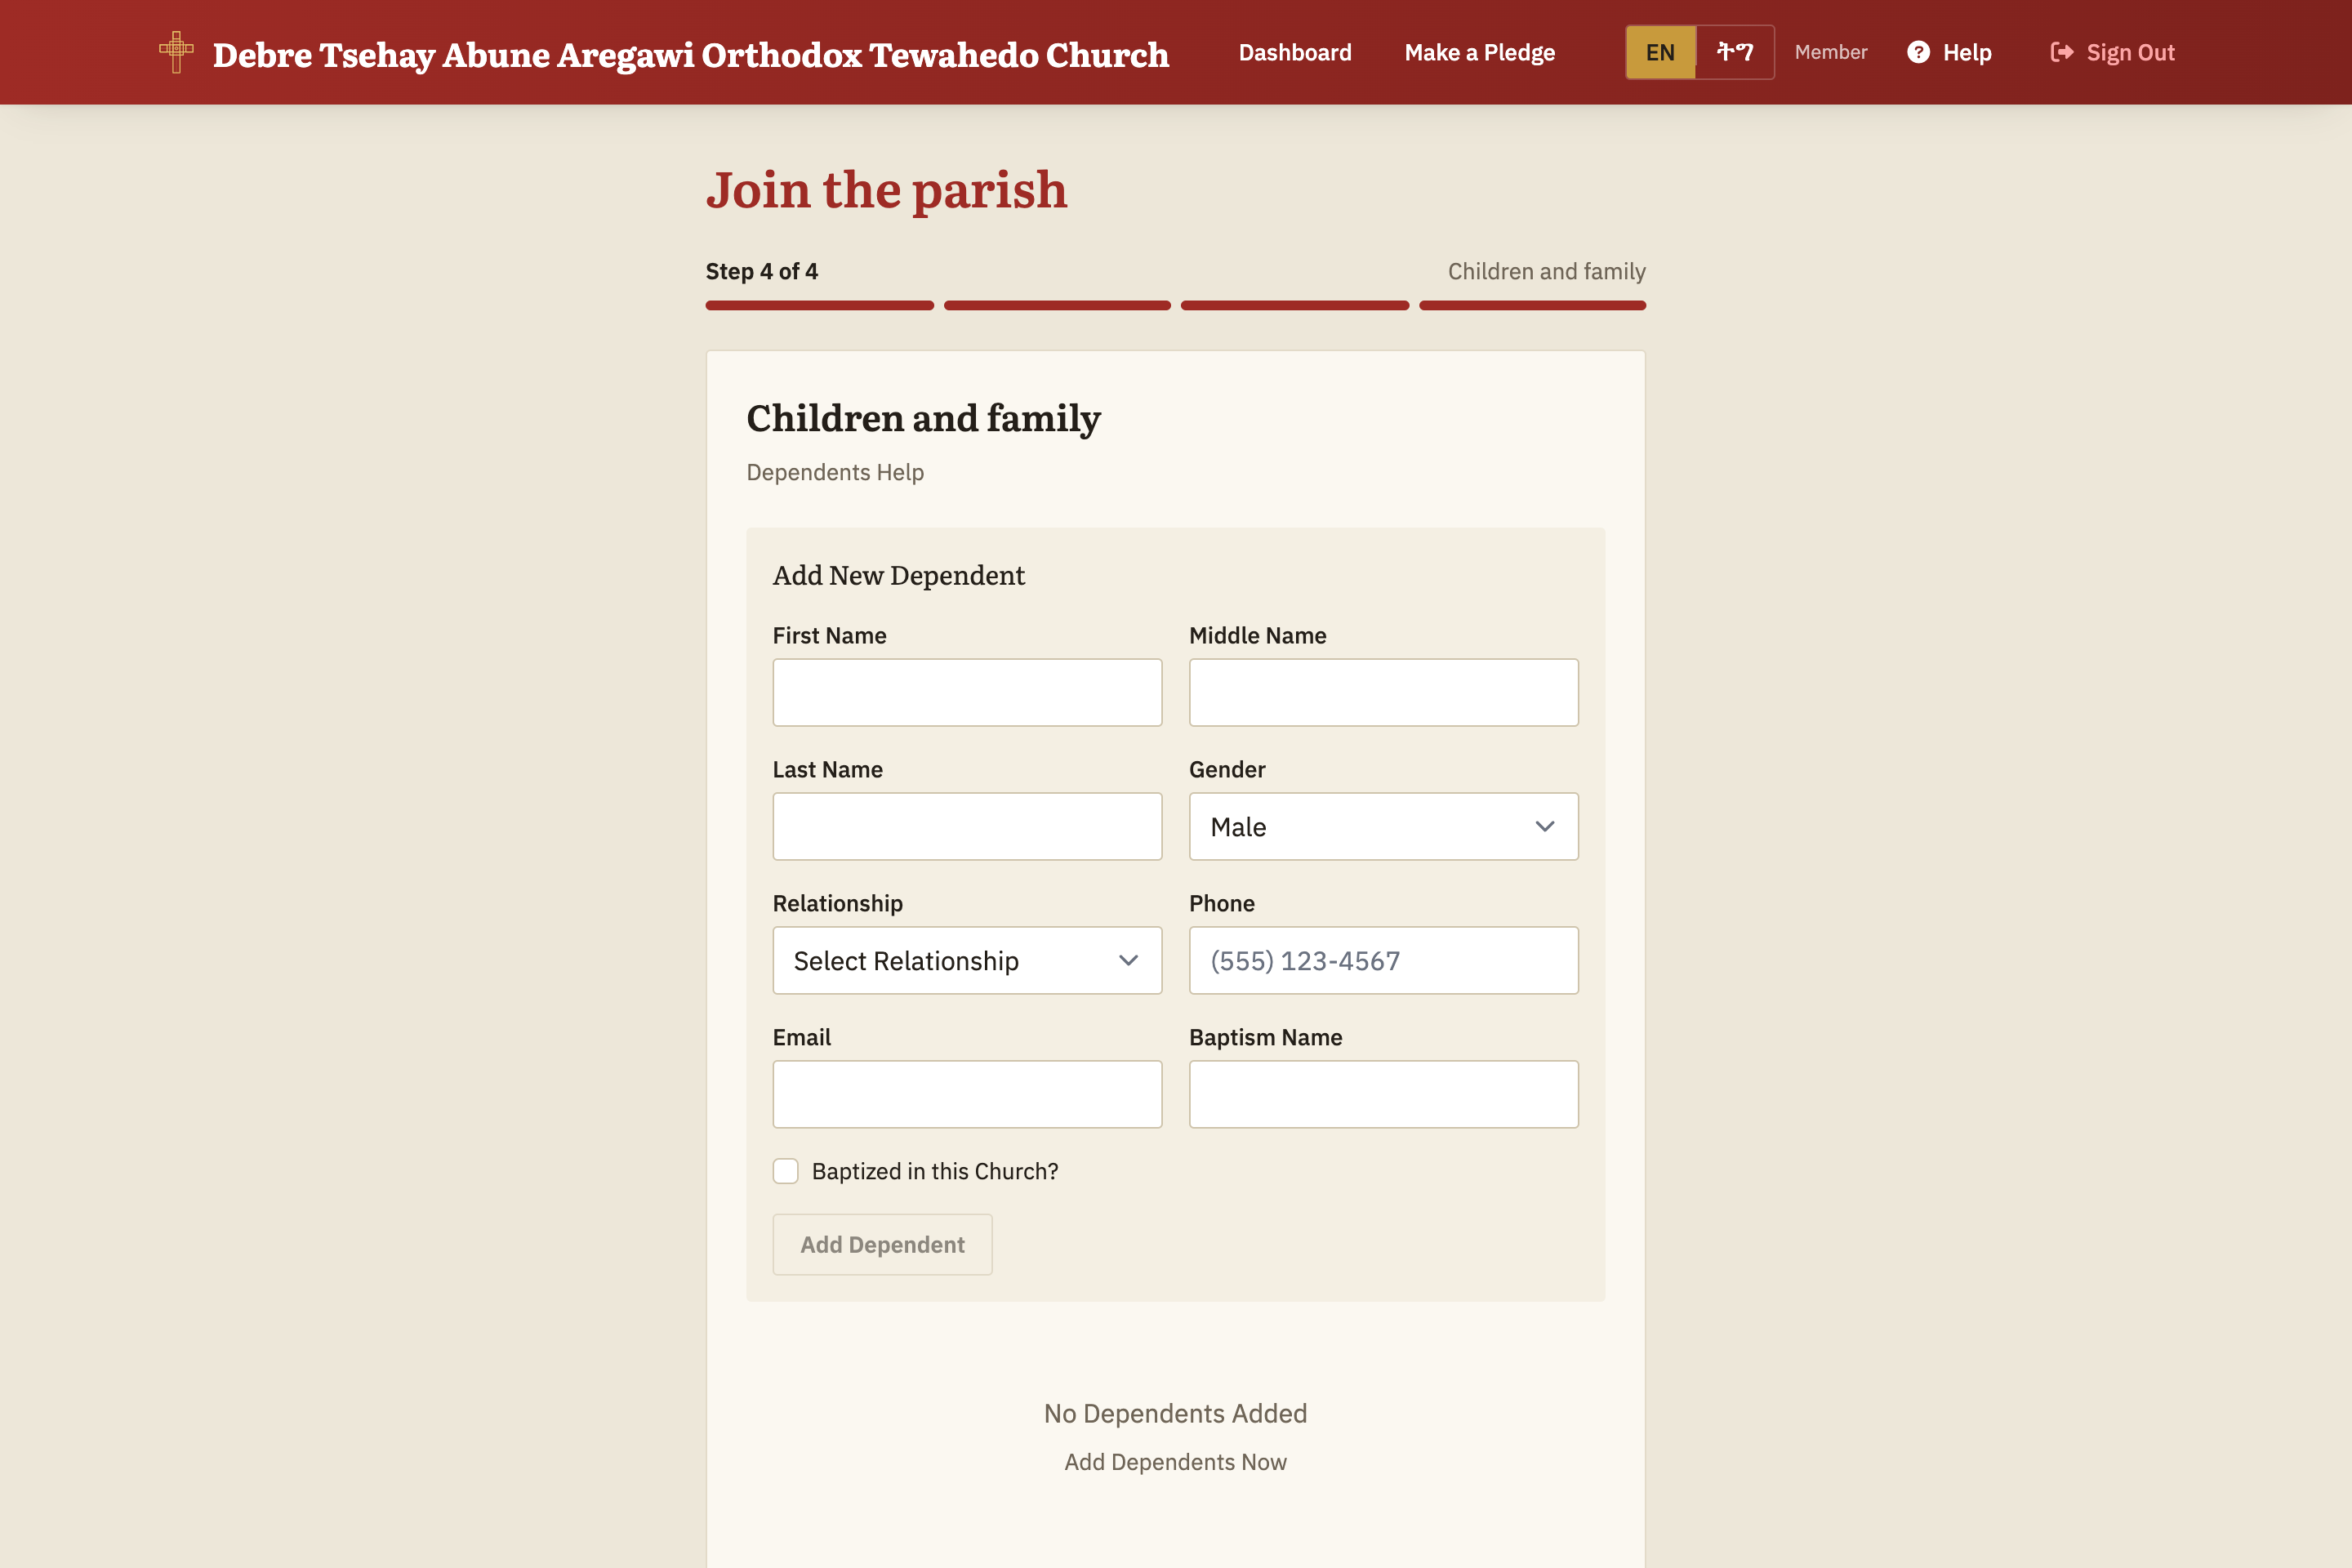 Debre Tsehay Abune Aregawi Orthodox Tewahedo Church
Dashboard
Make a Pledge
EN
ትግ
Member
Help
Sign Out
Join the parish
Step 4 of 4
Children and family
Children and family
Dependents Help
Add New Dependent
First Name
Middle Name
Last Name
Gender
Male
Relationship
Phone
Select Relationship
(555) 123-4567
Email
Baptism Name
Baptized in this Church?
Add Dependent
No Dependents Added
Add Dependents Now